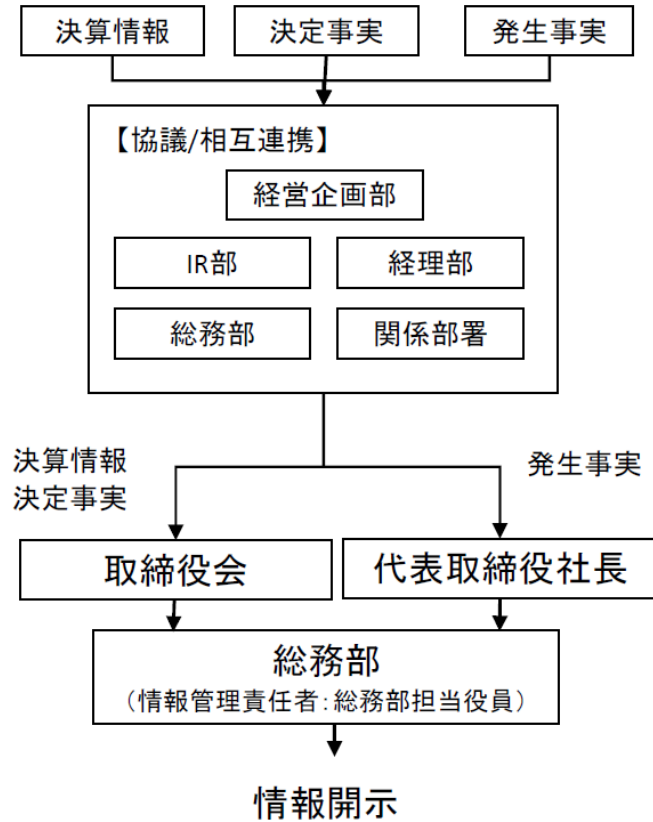 決算情報
決定事実
発生事実
【協議/相互連携】
経営企画部
IR部
経理部
総務部
関係部署
決算情報
決定事実
発生事実
取締役会
代表取締役社長
総務部
（情報管理責任者：総務部担当役員）
情報開示